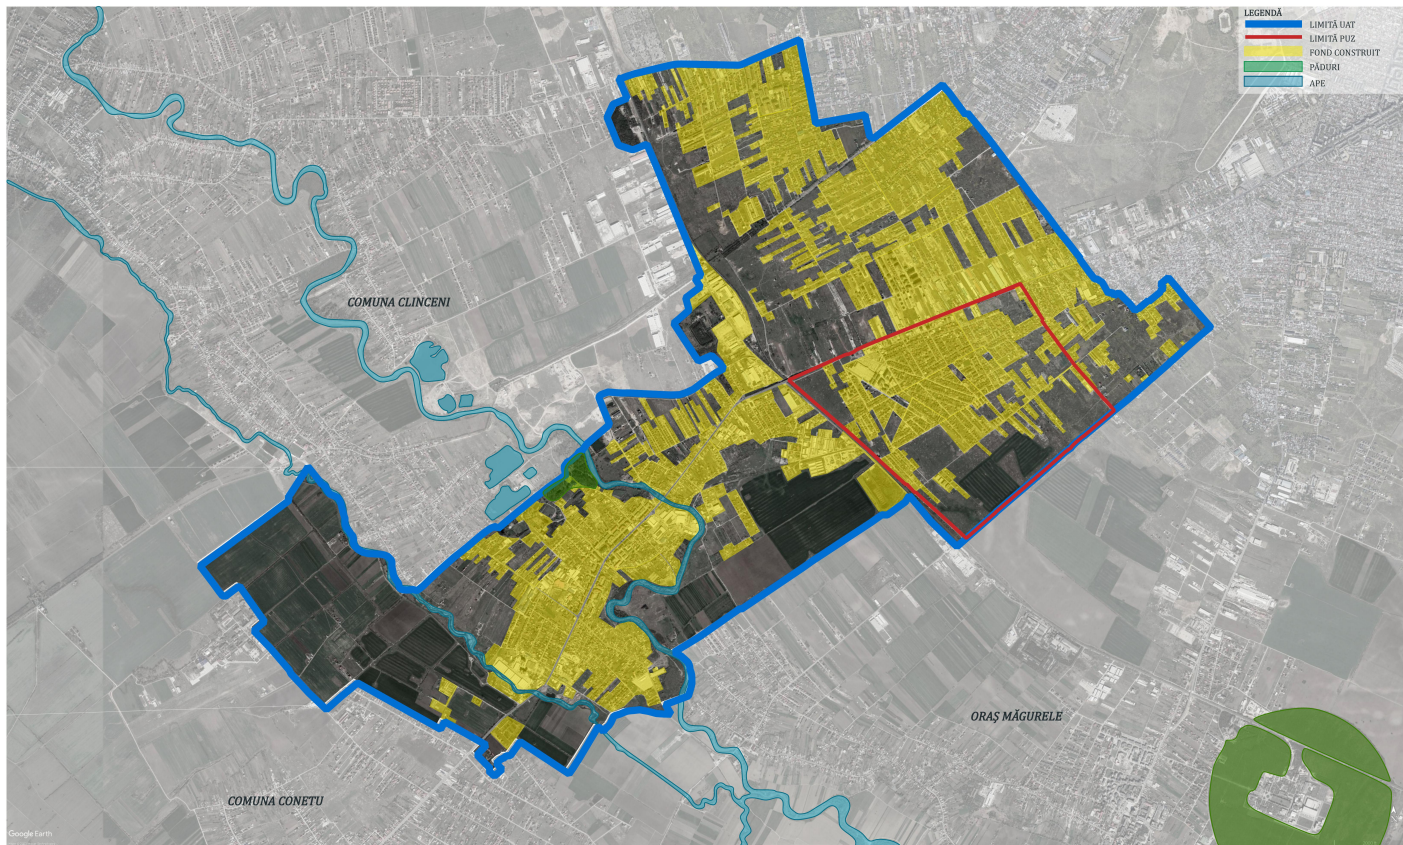 LEGENDĂ
LIMITĂ UAT
LIMITĂ PUZ
FOND CONSTRUIT
PĂDURI
APE
COMUNA CLINCENI
ORAȘ MĂGURELE
COMUNA CONETU
Google Earth